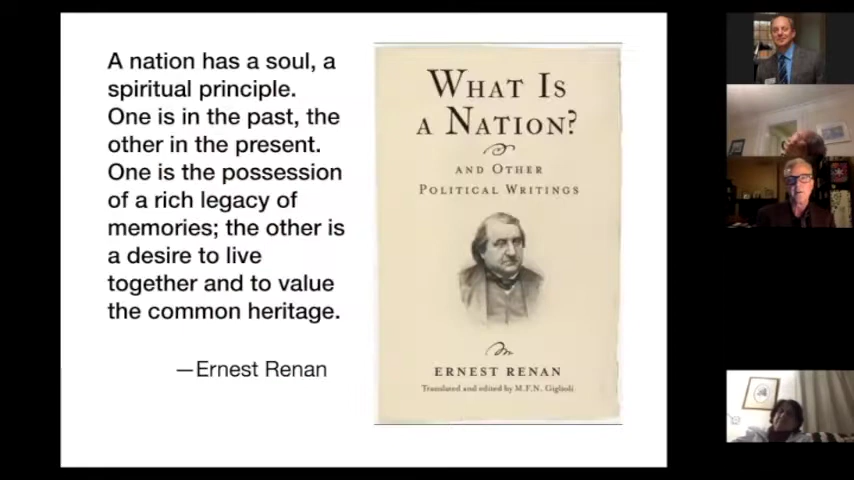 A nation has a soul, a
spiritual principle.
One is in the past, the
other in the present.
One is the possession
of a rich legacy of
memories; the other is
a desire to live
together and to value
the common heritage.
—Ernest Renan
What Is
a Nation?
and Other
Political Writings
Ernest Renan
Translated and edited by M.F.N. Giglioli